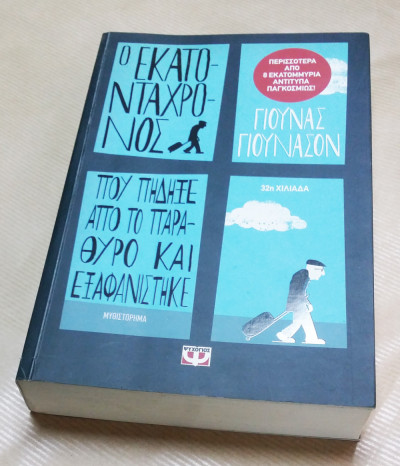 Ο ΕΚΑΤΟ-
ΝΤΑΧΡΟ-
ΝΟΣ
ΠΕΡΙΣΣΟΤΕΡΑ
ΑΠΟ
8 ΕΚΑΤΟΜΜΥΡΙΑ
ΑΝΤΙΤΥΠΑ
ΠΑΓΚΟΣΜΙΩΣ!
ΓΙΟΥΝΑΣ
ΓΙΟΥΝΑΣΟΝ
ΠΟΥ ΠΗΔΗΞΕ
ΑΠΟ ΤΟ ΠΑΡΑ-
ΘΥΡΟ ΚΑΙ
ΕΞΑΦΑΝΙΣΤΗΚΕ
ΜΥΘΙΣΤΟΡΗΜΑ
32η ΧΙΛΙΑΔΑ
ΨΥΧΟΓΙΟΣ
Ψ